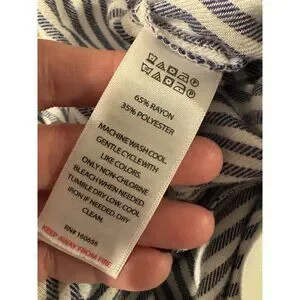 65% RAYON
35% POLYESTER
MACHINE WASH COOL
GENTLE CYCLE WITH
LIKE COLORS.
ONLY NON-CHLORINE
BLEACH WHEN NEEDED.
TUMBLE DRY LOW. COOL
IRON IF NEEDED. DRY
CLEAN.
RN# 160656
KEEP AWAY FROM FIRE